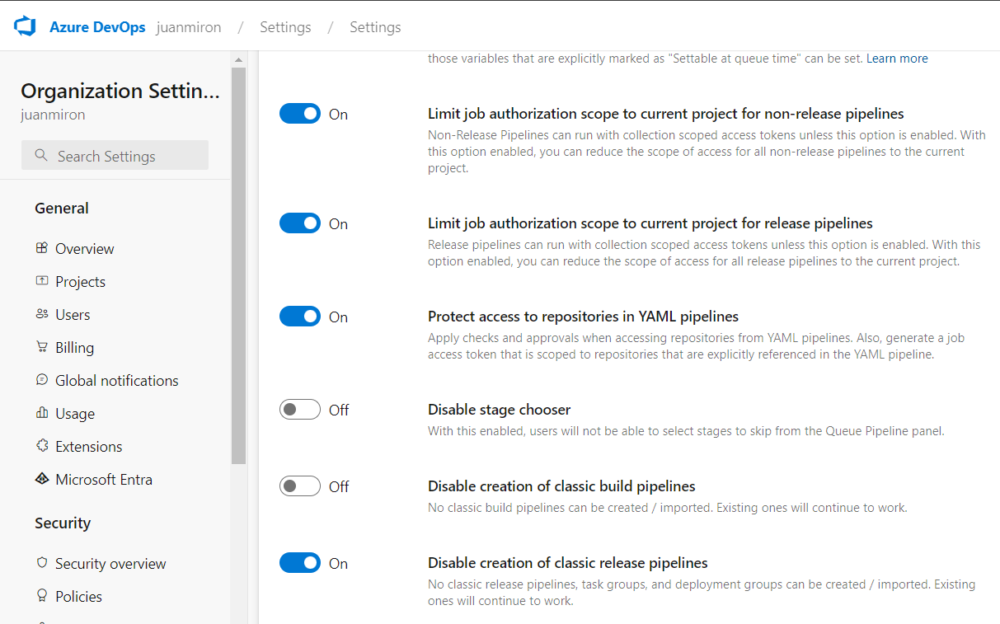 Azure DevOps juanmiron / Settings / Settings
Organization Settin...
juanmiron
Search Settings
General
Overview
Projects
Users
Billing
Global notifications
Usage
Extensions
Microsoft Entra
Security
Security overview
Policies
those variables that are explicitly marked as "Settable at queue time" can be set. Learn more
On
Limit job authorization scope to current project for non-release pipelines
Non-Release Pipelines can run with collection scoped access tokens unless this option is enabled. With
this option enabled, you can reduce the scope of access for all non-release pipelines to the current
project.
On
Limit job authorization scope to current project for release pipelines
Release pipelines can run with collection scoped access tokens unless this option is enabled. With this
option enabled, you can reduce the scope of access for all release pipelines to the current project.
On
Protect access to repositories in YAML pipelines
Apply checks and approvals when accessing repositories from YAML pipelines. Also, generate a job
access token that is scoped to repositories that are explicitly referenced in the YAML pipeline.
Off
Disable stage chooser
With this enabled, users will not be able to select stages to skip from the Queue Pipeline panel.
Off
Disable creation of classic build pipelines
No classic build pipelines can be created / imported. Existing ones will continue to work.
On
Disable creation of classic release pipelines
No classic release pipelines, task groups, and deployment groups can be created / imported. Existing
ones will continue to work.